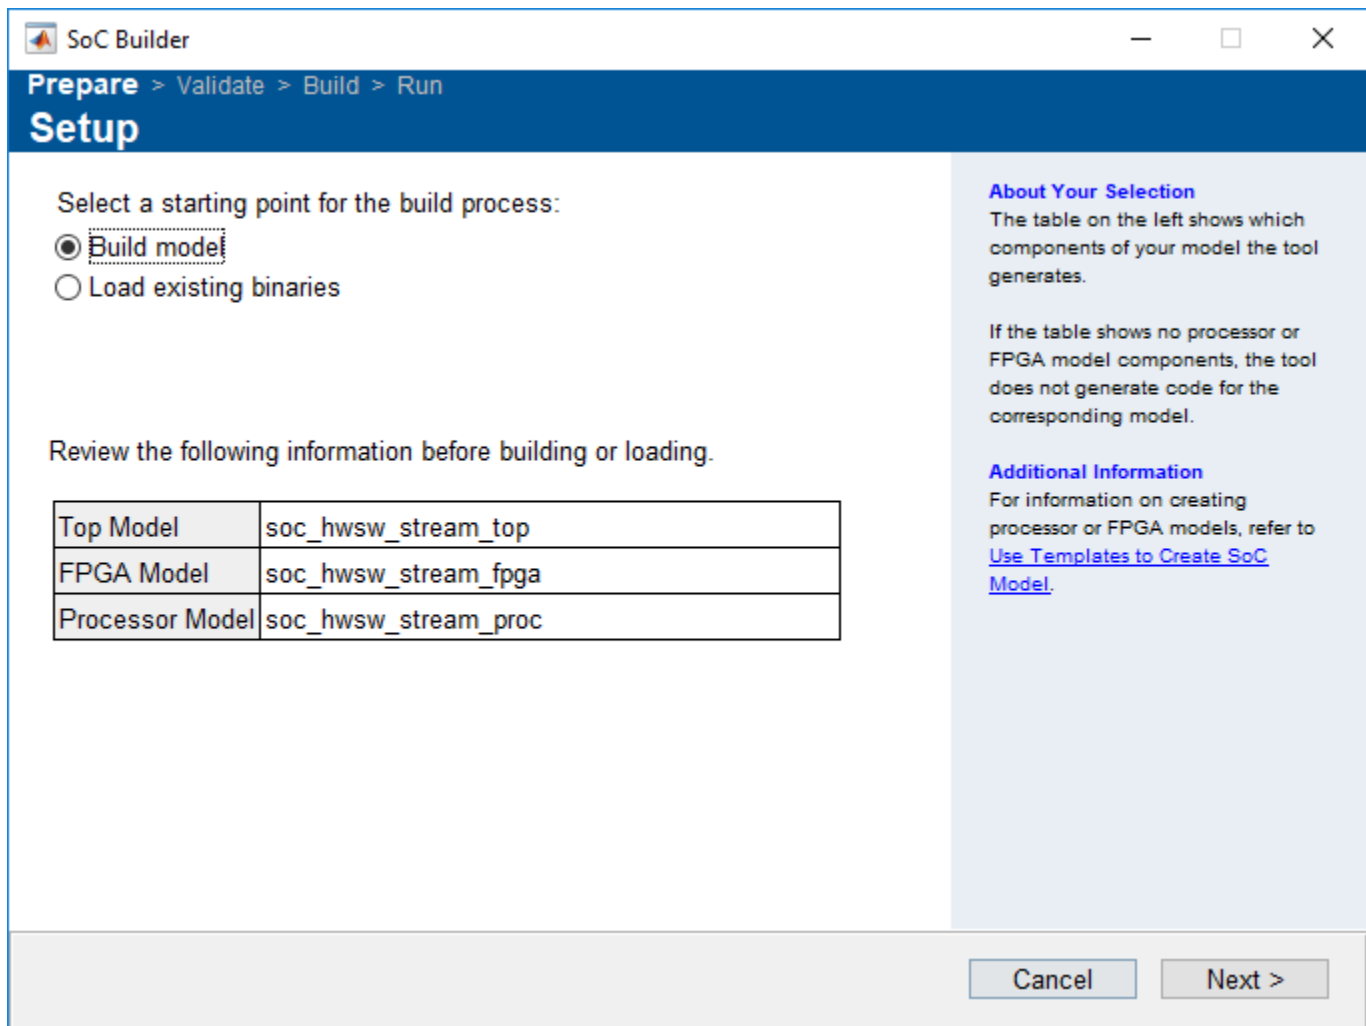 SoC Builder
Prepare > Validate > Build > Run
Setup
Select a starting point for the build process:
Build model
Load existing binaries
Review the following information before building or loading.
Top Model soc_hwsw_stream_top
FPGA Model soc_hwsw_stream_fpga
Processor Model soc_hwsw_stream_proc
About Your Selection
The table on the left shows which
components of your model the tool
generates.
If the table shows no processor or
FPGA model components, the tool
does not generate code for the
corresponding model.
Additional Information
For information on creating
processor or FPGA models, refer to
Use Templates to Create SoC
Model.
Cancel Next >